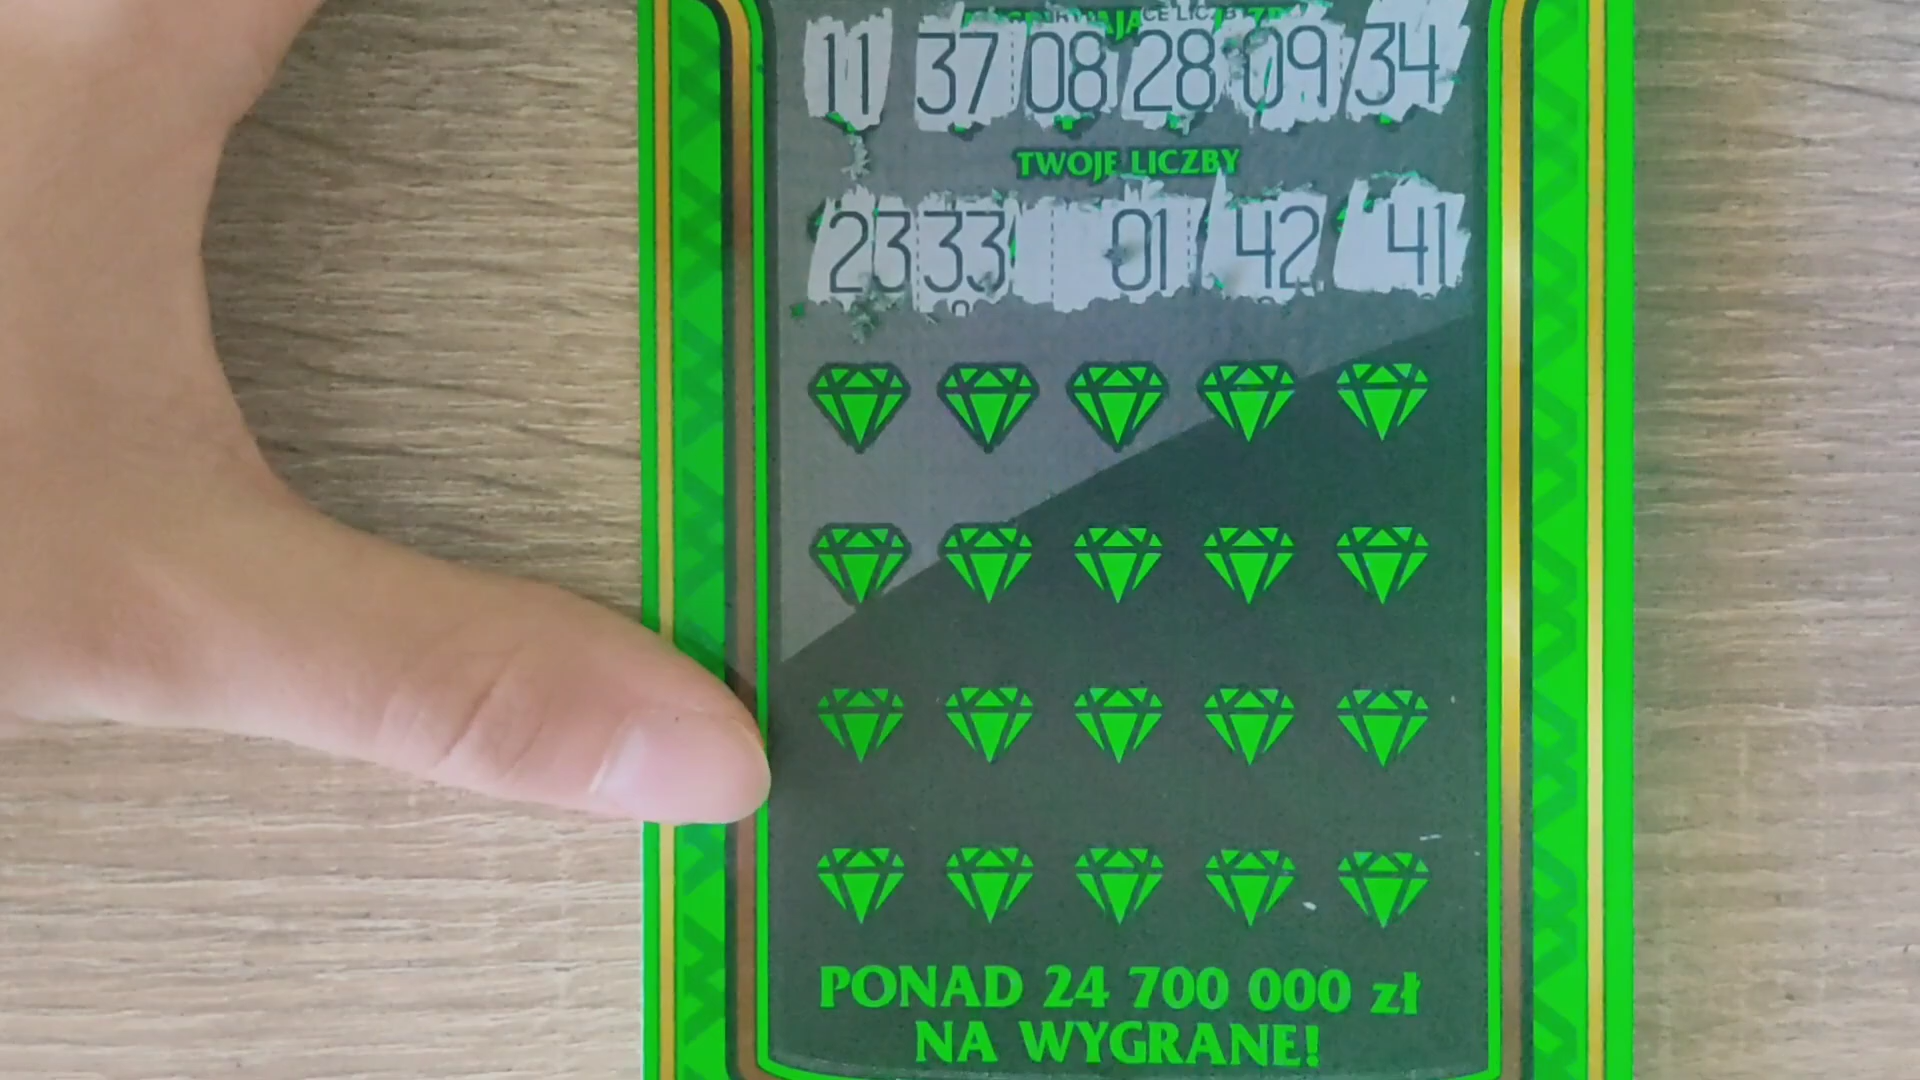 11 37 08 28 09 34
TWOJE LICZBY
23 33 01 42 41
PONAD 24 700 000 zł
NA WYGRANE!